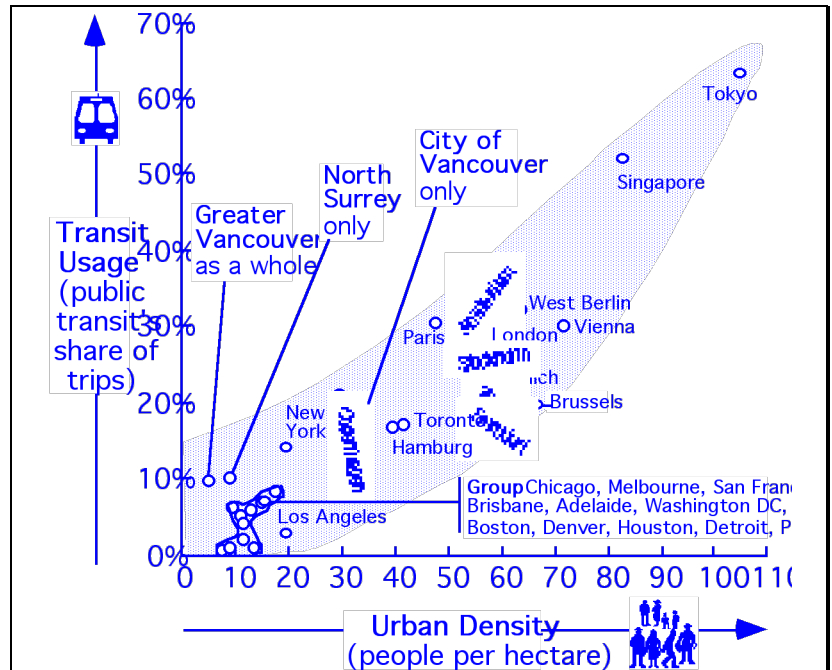 70%
60%
50%
40%
30%
20%
10%
0%
Transit
Usage
(public
transit's
share of
trips)
Greater
Vancouver
as a whole
North
Surrey
only
City of
Vancouver
only
Tokyo
Singapore
West Berlin
Vienna
London
Paris
Brussels
New
York
Toronto
Hamburg
Los Angeles
Group Chicago, Melbourne, San Fran
Brisbane, Adelaide, Washington DC,
Boston, Denver, Houston, Detroit, P
0 10 20 30 40 50 60 70 80 90 100 110
Urban Density
(people per hectare)